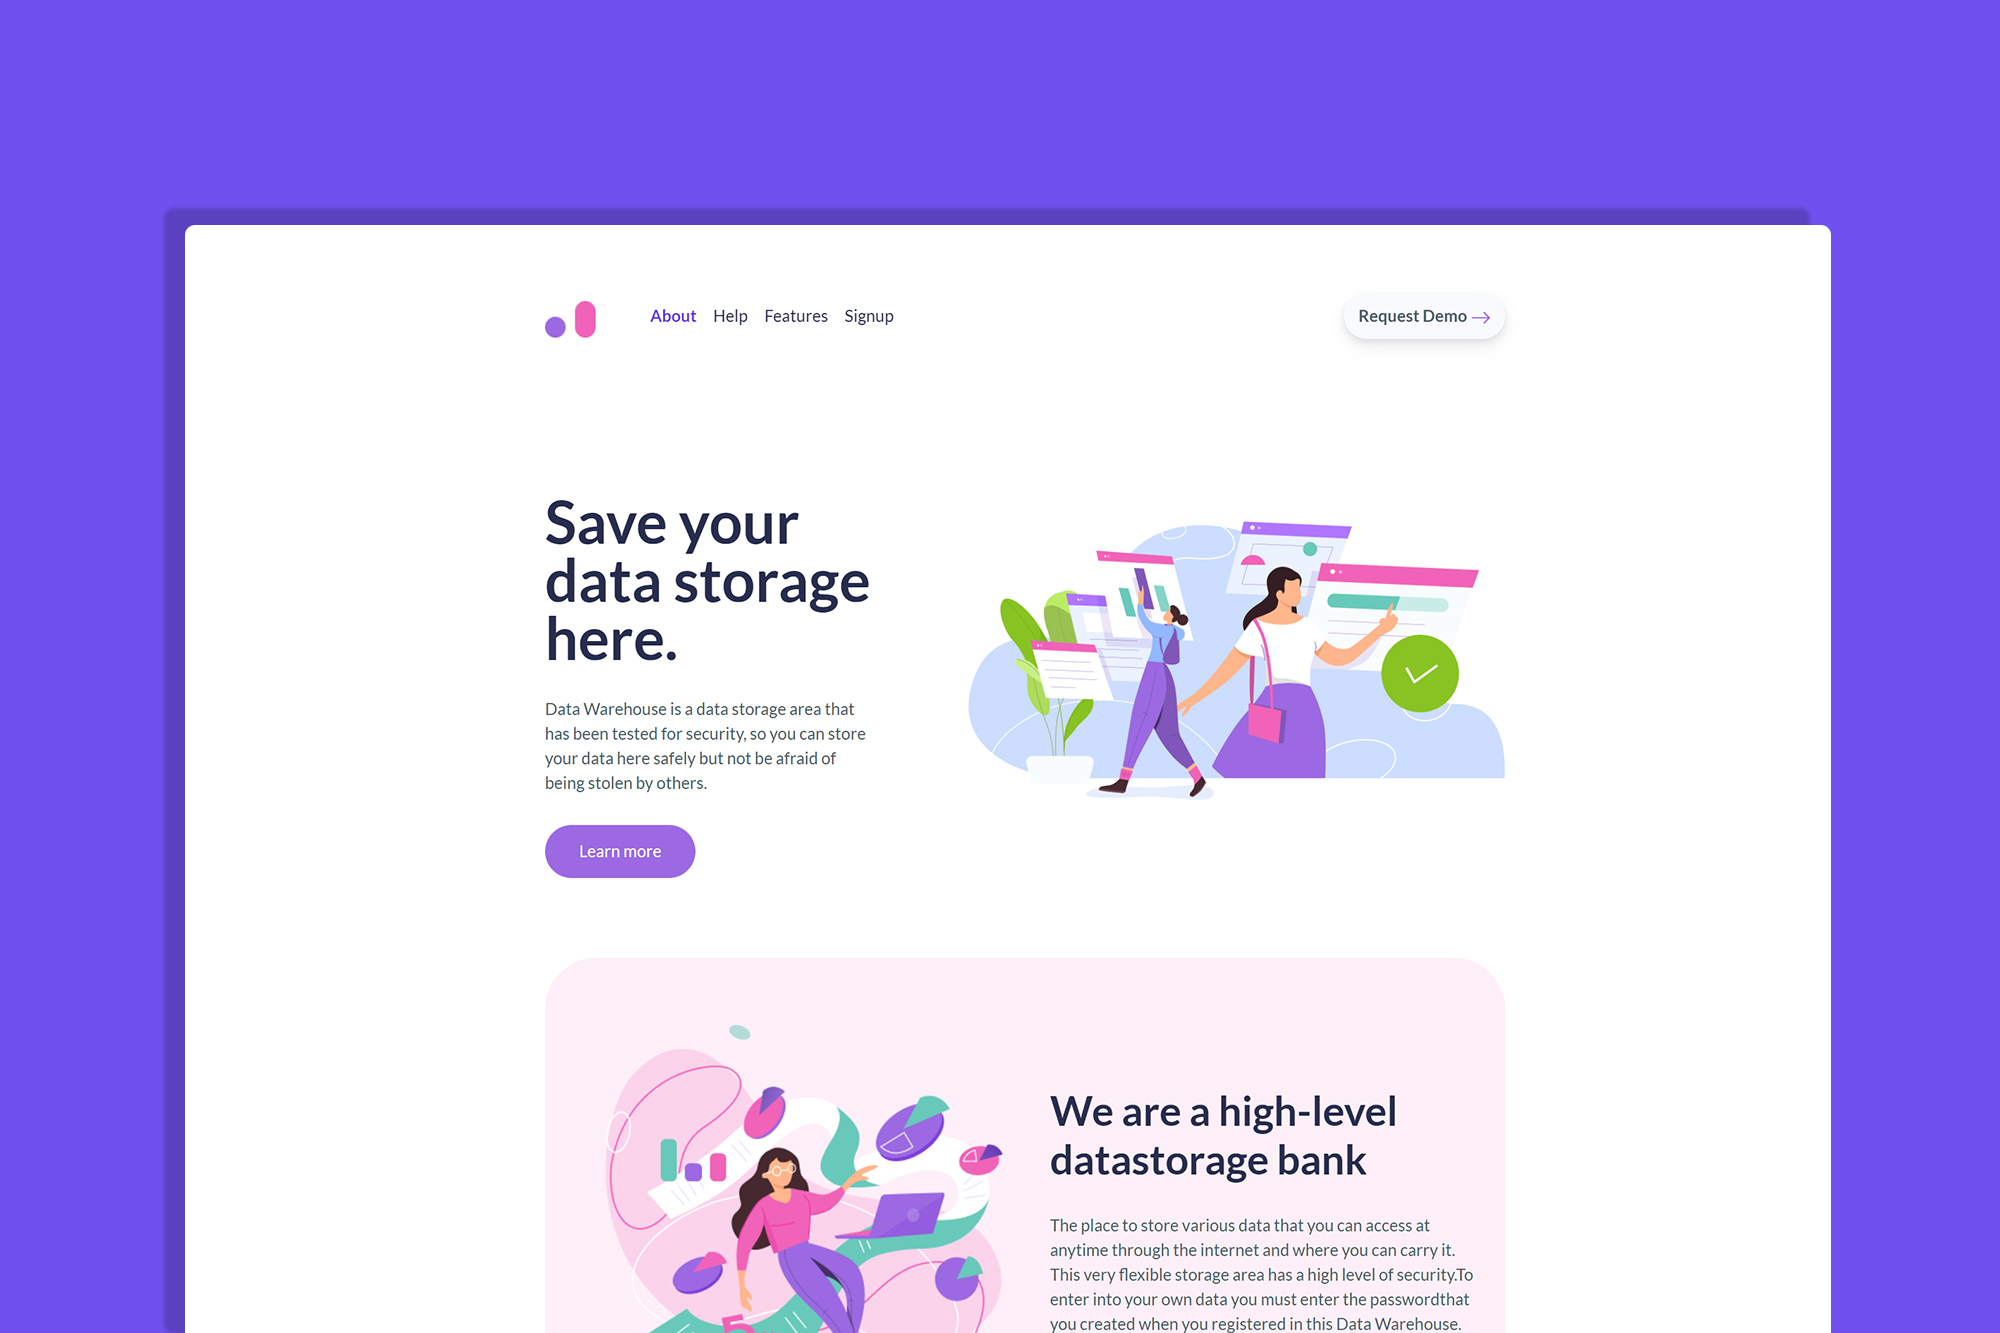 About Help Features Signup Request Demo
Save your
data storage
here.
Data Warehouse is a data storage area that
has been tested for security, so you can store
your data here safely but not be afraid of
being stolen by others.
Learn more
We are a high-level
datastorage bank
The place to store various data that you can access at
anytime through the internet and where you can carry it.
This very flexible storage area has a high level of security.To
enter into your own data you must enter the passwordthat
you created when you registered in this Data Warehouse.